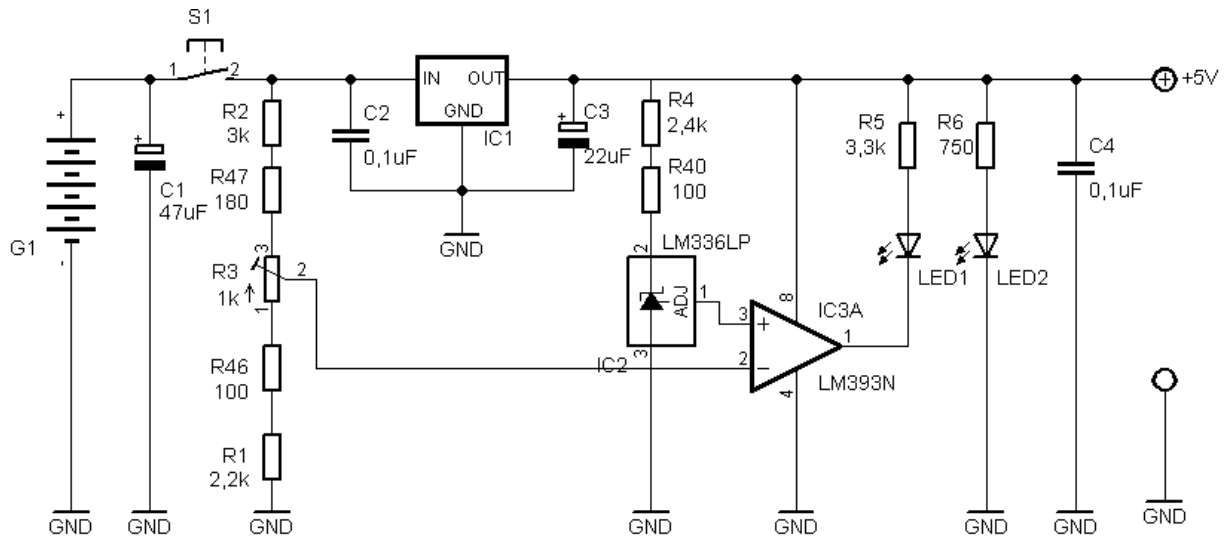 S1
1 2
+
G1
-
+
C1
47uF
R2
3k
R47
180
R3
1k
3
2
1
R46
100
R1
2,2k
C2
0,1uF
IN OUT
GND
IC1
GND
+
C3
22uF
R4
2,4k
R40
100
LM336LP
2
ADJ
1
3
IC2
3
+
2
-
8
4
1
IC3A
LM393N
R5
3,3k
LED1
R6
750
LED2
C4
0,1uF
+
+5V
GND
GND
GND
GND
GND
GND
GND
GND